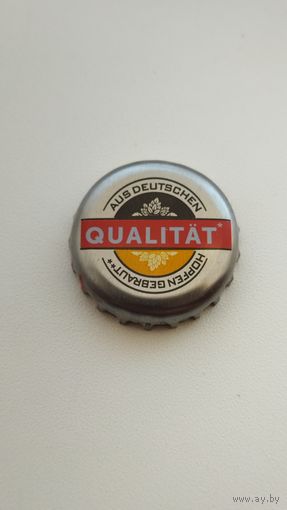 AUS DEUTSCHEN
QUALITÄT*
HOPFEN GEBRAUT***
www.ay.by